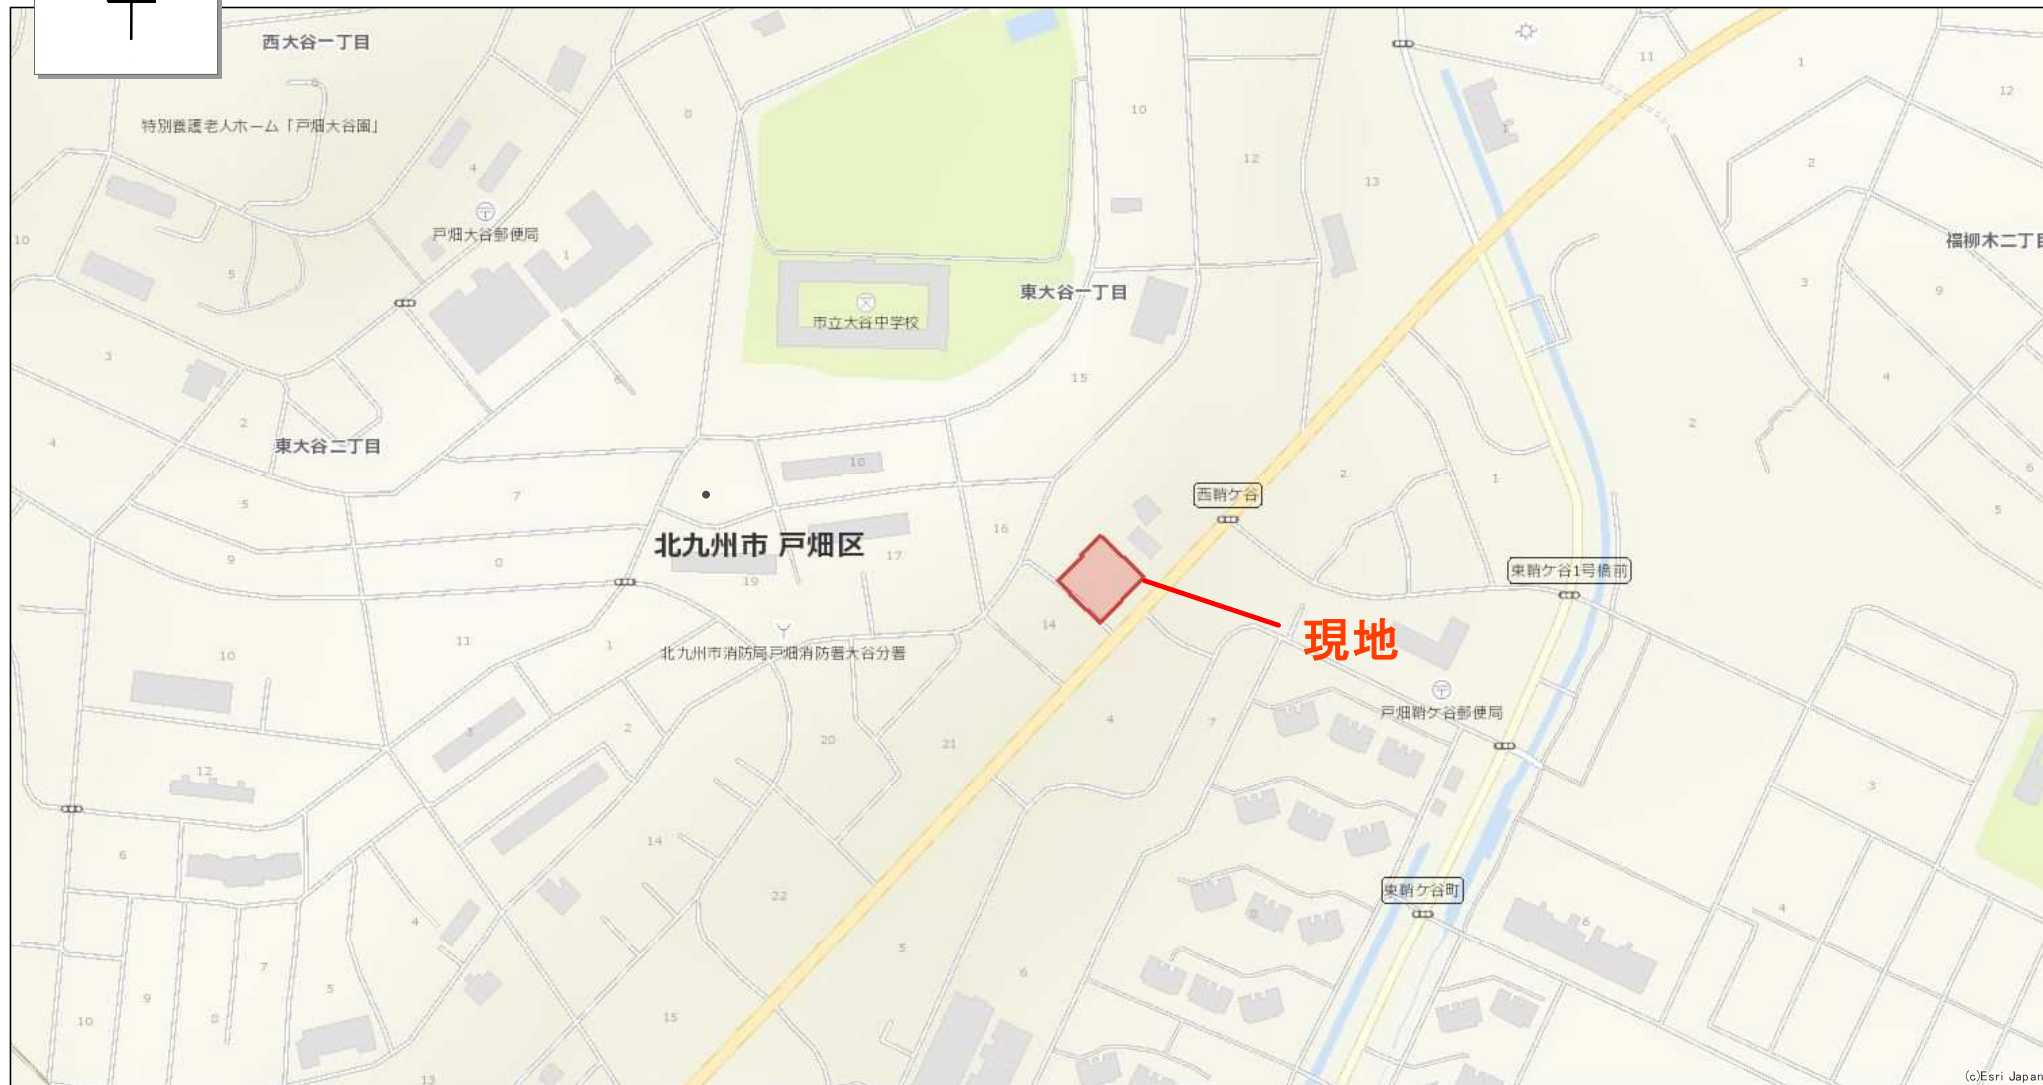 西大谷一丁目
特別養護老人ホーム「戸畑大谷園」
戸畑大谷郵便局
市立大谷中学校
東大谷一丁目
福柳木二丁目
東大谷二丁目
西鞘ケ谷
北九州市 戸畑区
東鞘ケ谷1号橋前
現地
北九州市消防局戸畑消防署大谷分署
戸畑鞘ケ谷郵便局
東鞘ケ谷町
(c)Esri Japan